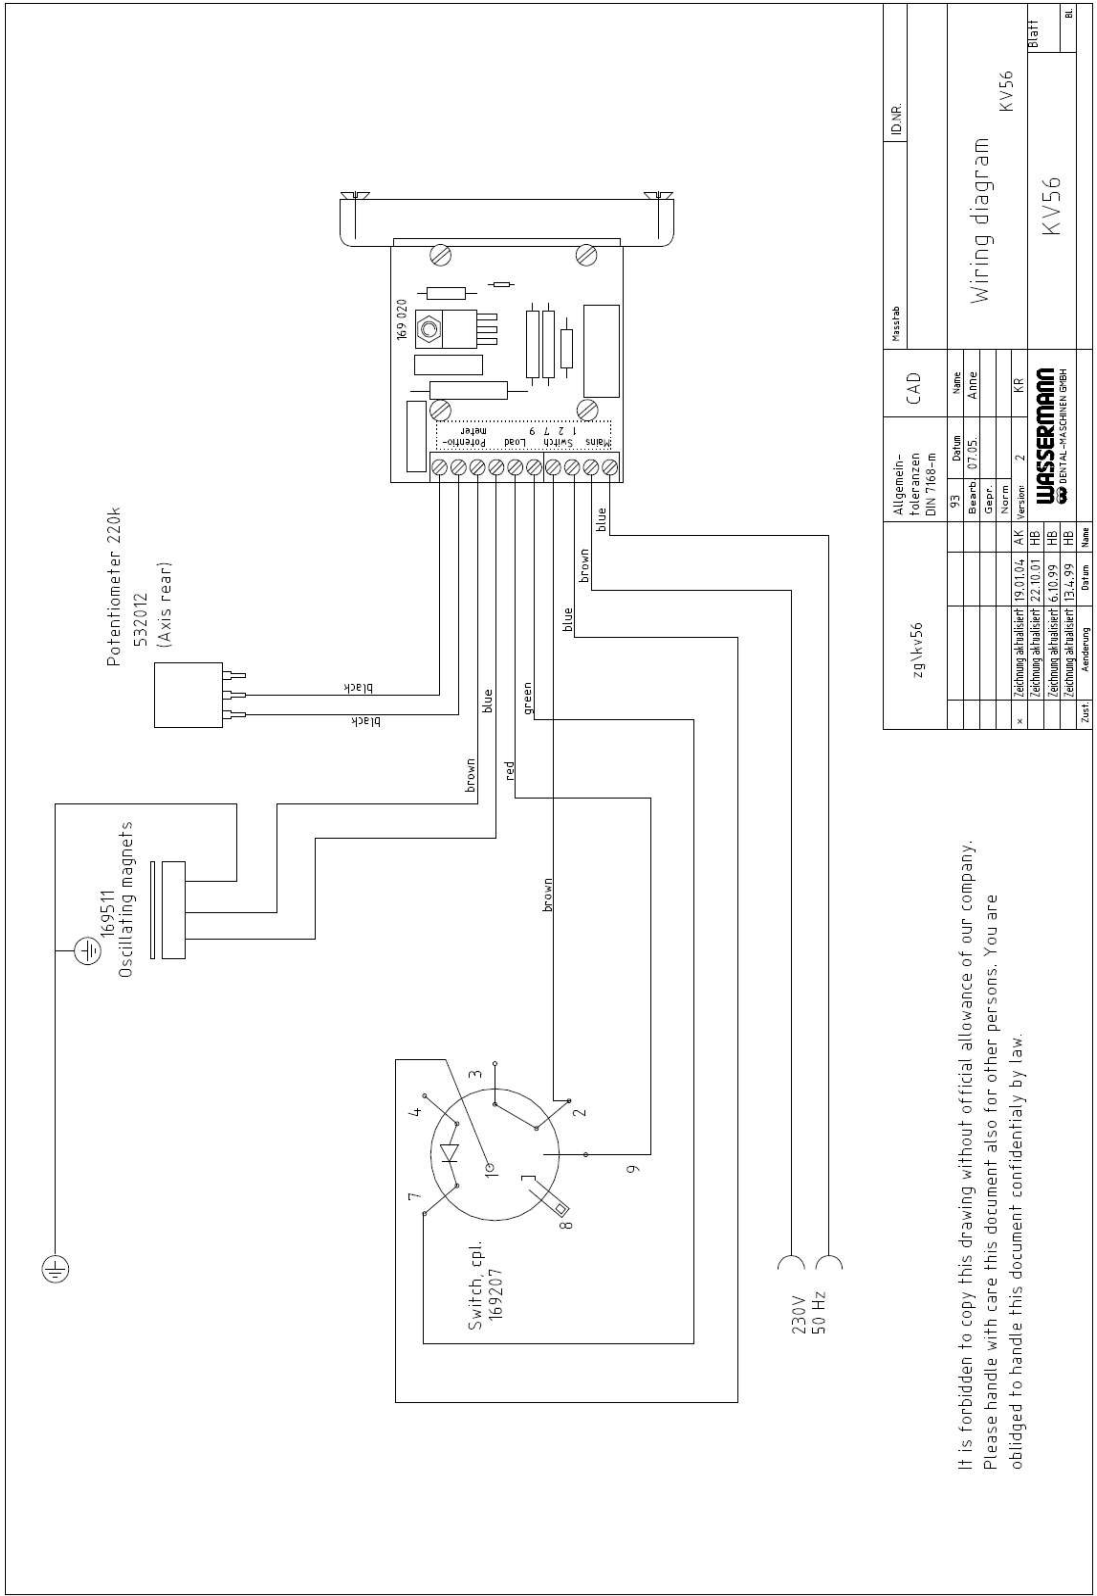 Potentiometer 220k
532012
(Axis rear)
169511
Oscillating magnets
Switch, cpl.
169207
230V
50 Hz
169 020
Potentio-
meter
Load
Switch
1 2 7 9
Mains
black
black
brown
blue
red
green
brown
blue
brown
blue
1
2
3
4
7
8
9
It is forbidden to copy this drawing without official allowance of our company.
Please handle with care this document also for other persons. You are
oblidged to handle this document confidentialy by law.
zg\kv56
Allgemein-
toleranzen
DIN 7168-m
CAD
Masstab
ID.NR.
93 Datum Name
Bearb. 07.05. Anne
Gepr.
Norm
Version: 2 KR
Wiring diagram
KV56
WASSERMANN
DENTAL-MASCHINEN GMBH
KV56
Blatt
Bl.
x Zeichnung aktualisiert 19.01.04 AK
Zeichnung aktualisiert 22.10.01 HB
Zeichnung aktualisiert 6.10.99 HB
Zeichnung aktualisiert 13.4.99 HB
Zust. Aenderung Datum Name